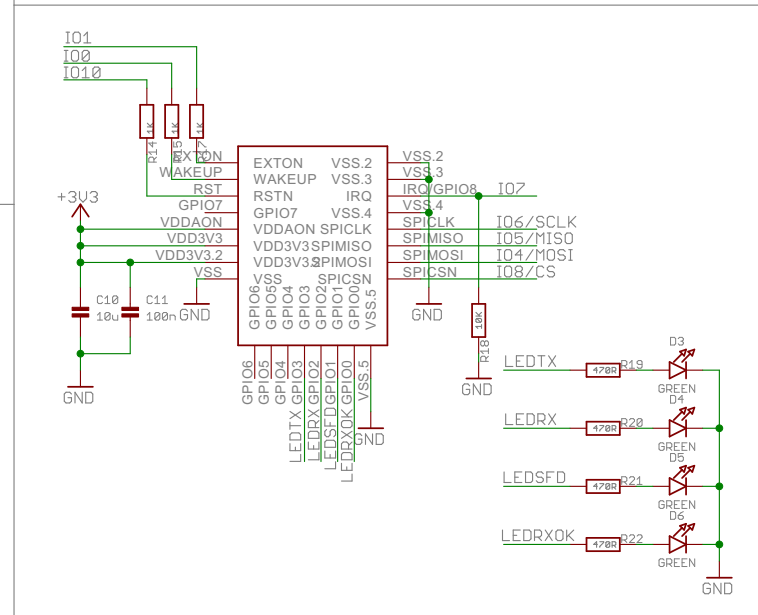 IO1
IO0
IO10
1K
1K
1K
R14
R15
R17
EXTON
WAKEUP
RST
GPIO7
VDDAON
VDD3V3
VDD3V3.2
VSS
EXTON VSS.2
WAKEUP VSS.3
RSTN IRQ
GPIO7 VSS.4
VDDAON SPICLK
VDD3V3 SPIMISO
VDD3V3.2 SPIMOSI
VSS SPICSN
GPIO6
GPIO5
GPIO4
GPIO3
GPIO2
GPIO1
GPIO0
VSS.5
VSS.2
VSS.3
IRQ/GPIO8 IO7
VSS.4
SPICLK IO6/SCLK
SPIMISO IO5/MISO
SPIMOSI IO4/MOSI
SPICSN IO8/CS
+3V3
C10
10u
C11
100n
GND
GND
GND
10K
R18
GND
GPIO6
GPIO5
GPIO4
LEDTX GPIO3
LEDRX GPIO2
LEDSFD GPIO1
LEDRXOK GPIO0
VSS.5
GND
LEDTX 470R R19 D3
GREEN
LEDRX 470R R20 D4
GREEN
LEDSFD 470R R21 D5
GREEN
LEDRXOK 470R R22 D6
GREEN
GND